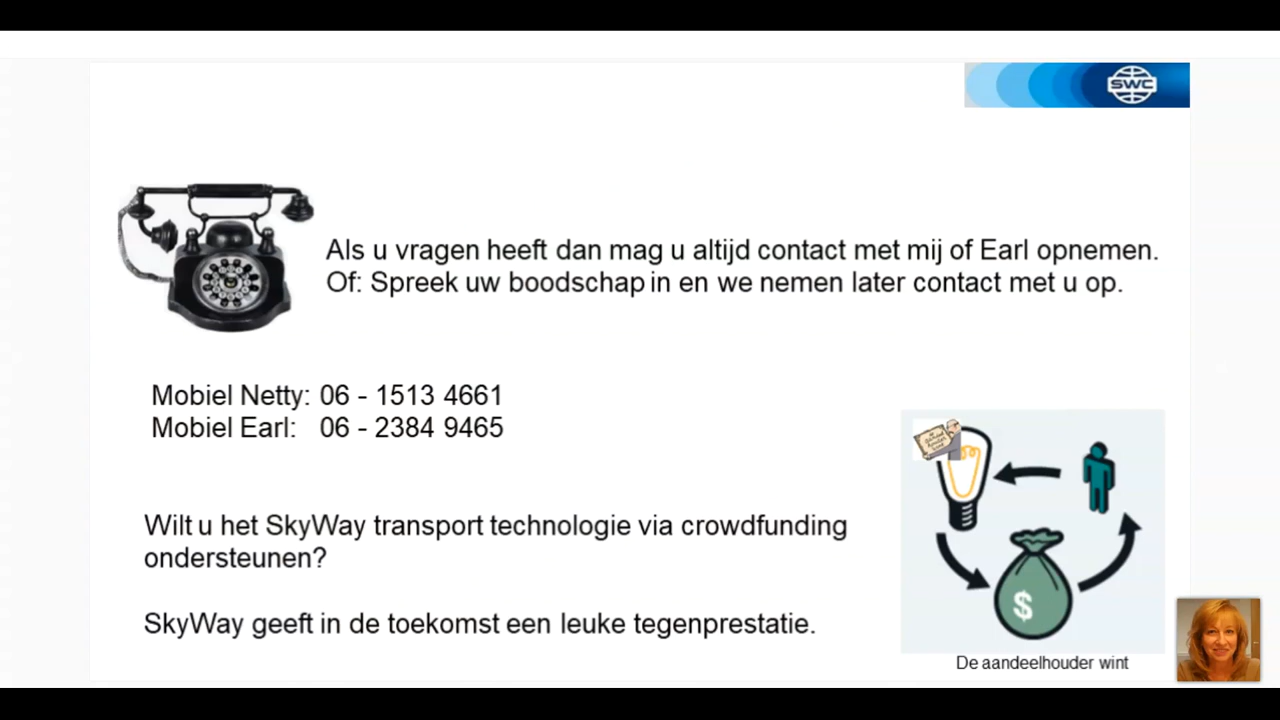 SWC
Als u vragen heeft dan mag u altijd contact met mij of Earl opnemen.
Of: Spreek uw boodschap in en we nemen later contact met u op.
Mobiel Netty: 06 - 1513 4661
Mobiel Earl: 06 - 2384 9465
Wilt u het SkyWay transport technologie via crowdfunding
ondersteunen?
SkyWay geeft in de toekomst een leuke tegenprestatie.
$
De aandeelhouder wint